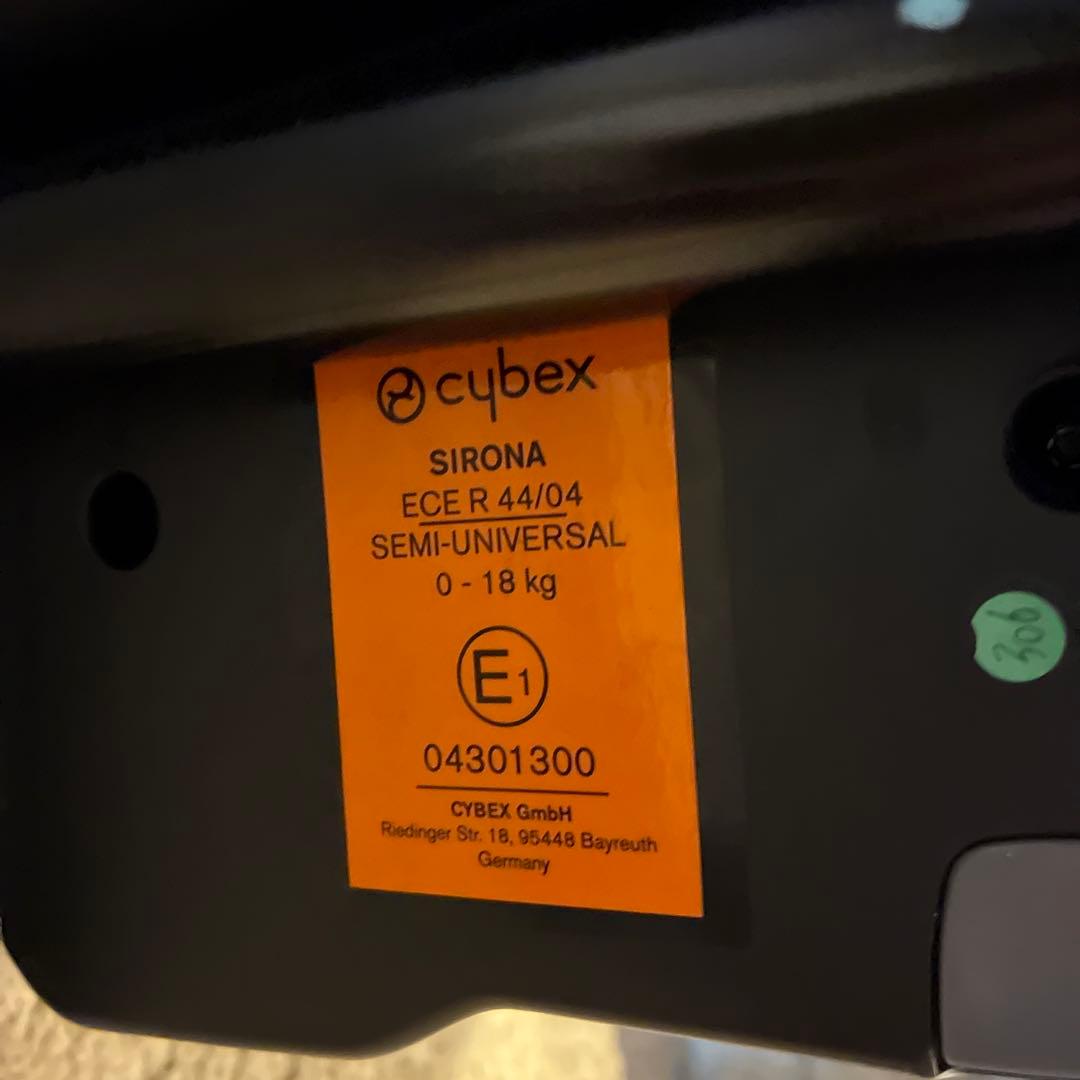 cybex
SIRONA
ECE R 44/04
SEMI-UNIVERSAL
0 - 18 kg
E1
04301300
CYBEX GmbH
Riedinger Str. 18, 95448 Bayreuth
Germany
306